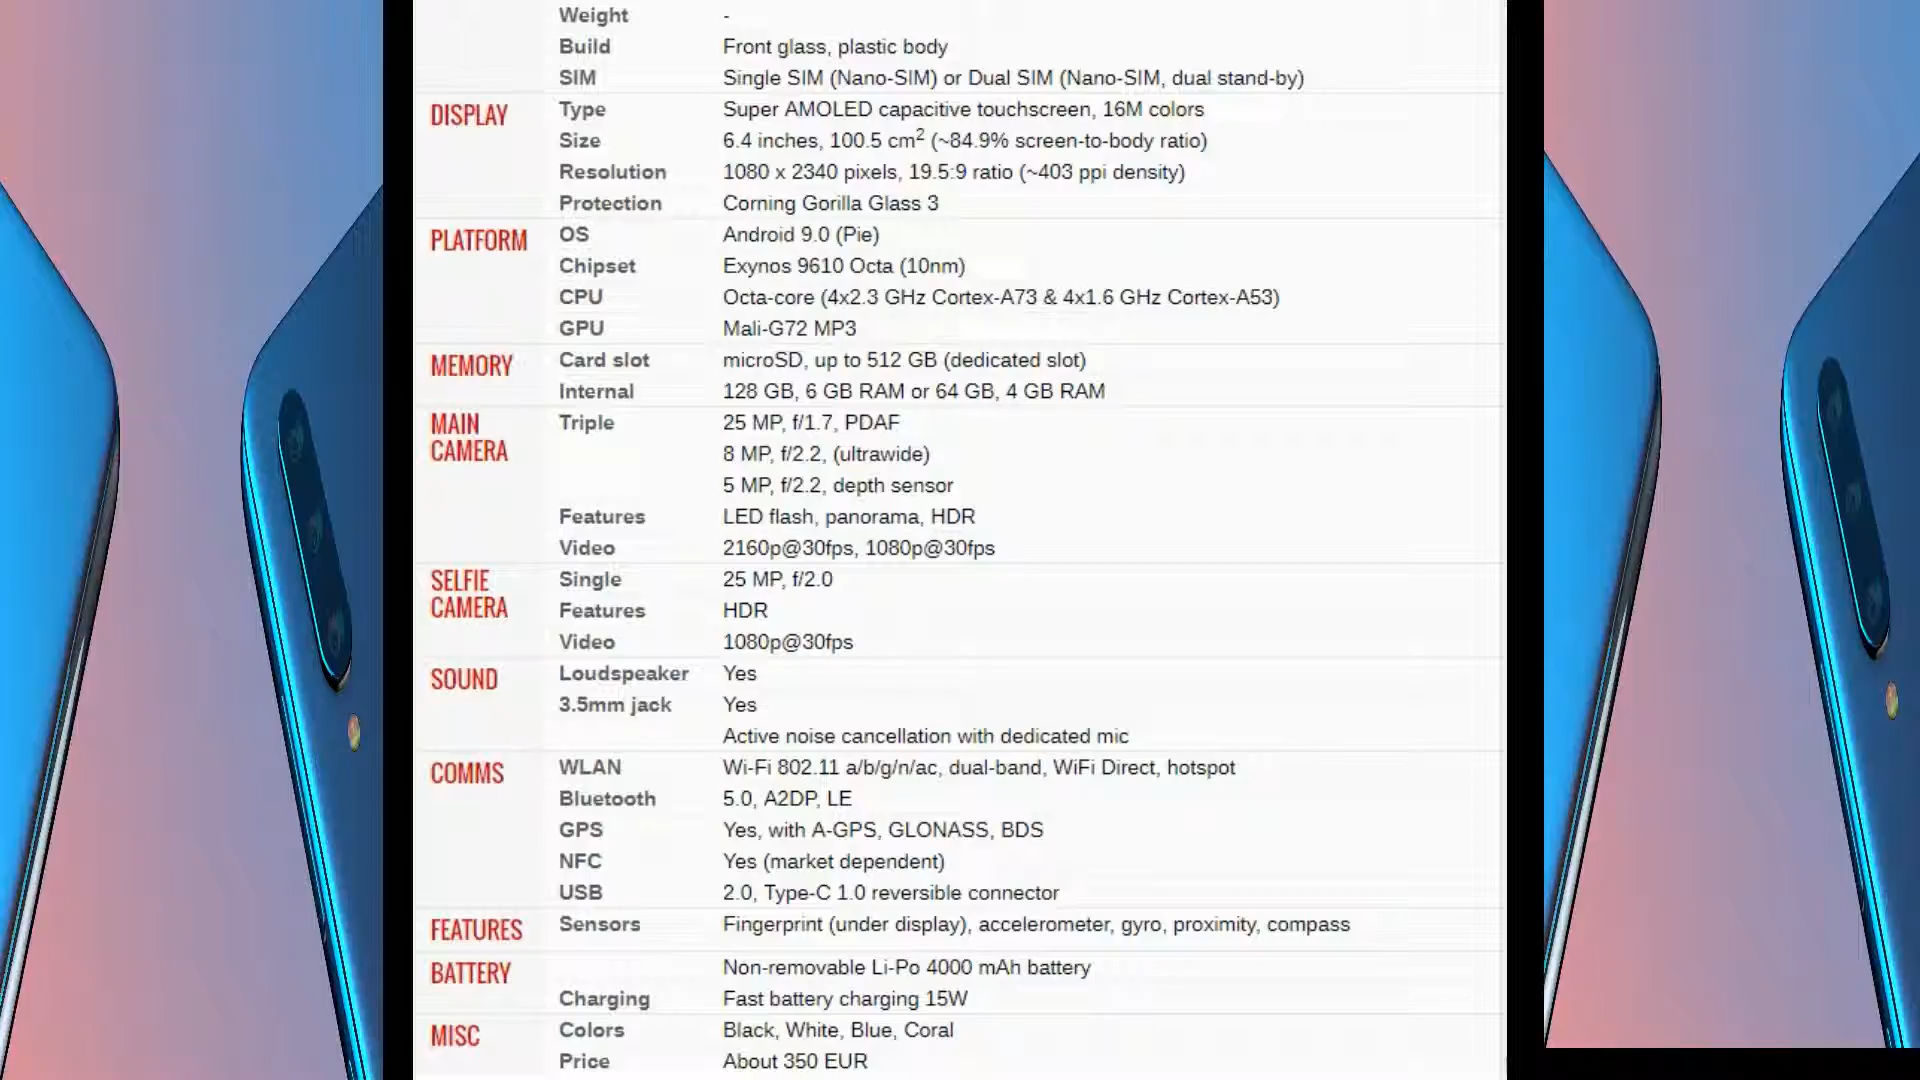 Weight -
Build Front glass, plastic body
SIM Single SIM (Nano-SIM) or Dual SIM (Nano-SIM, dual stand-by)
DISPLAY Type Super AMOLED capacitive touchscreen, 16M colors
Size 6.4 inches, 100.5 cm² (~84.9% screen-to-body ratio)
Resolution 1080 x 2340 pixels, 19.5:9 ratio (~403 ppi density)
Protection Corning Gorilla Glass 3
PLATFORM OS Android 9.0 (Pie)
Chipset Exynos 9610 Octa (10nm)
CPU Octa-core (4x2.3 GHz Cortex-A73 & 4x1.6 GHz Cortex-A53)
GPU Mali-G72 MP3
MEMORY Card slot microSD, up to 512 GB (dedicated slot)
Internal 128 GB, 6 GB RAM or 64 GB, 4 GB RAM
MAIN CAMERA Triple 25 MP, f/1.7, PDAF
8 MP, f/2.2, (ultrawide)
5 MP, f/2.2, depth sensor
Features LED flash, panorama, HDR
Video 2160p@30fps, 1080p@30fps
SELFIE CAMERA Single 25 MP, f/2.0
Features HDR
Video 1080p@30fps
SOUND Loudspeaker Yes
3.5mm jack Yes
Active noise cancellation with dedicated mic
COMMS WLAN Wi-Fi 802.11 a/b/g/n/ac, dual-band, WiFi Direct, hotspot
Bluetooth 5.0, A2DP, LE
GPS Yes, with A-GPS, GLONASS, BDS
NFC Yes (market dependent)
USB 2.0, Type-C 1.0 reversible connector
FEATURES Sensors Fingerprint (under display), accelerometer, gyro, proximity, compass
BATTERY Non-removable Li-Po 4000 mAh battery
Charging Fast battery charging 15W
MISC Colors Black, White, Blue, Coral
Price About 350 EUR